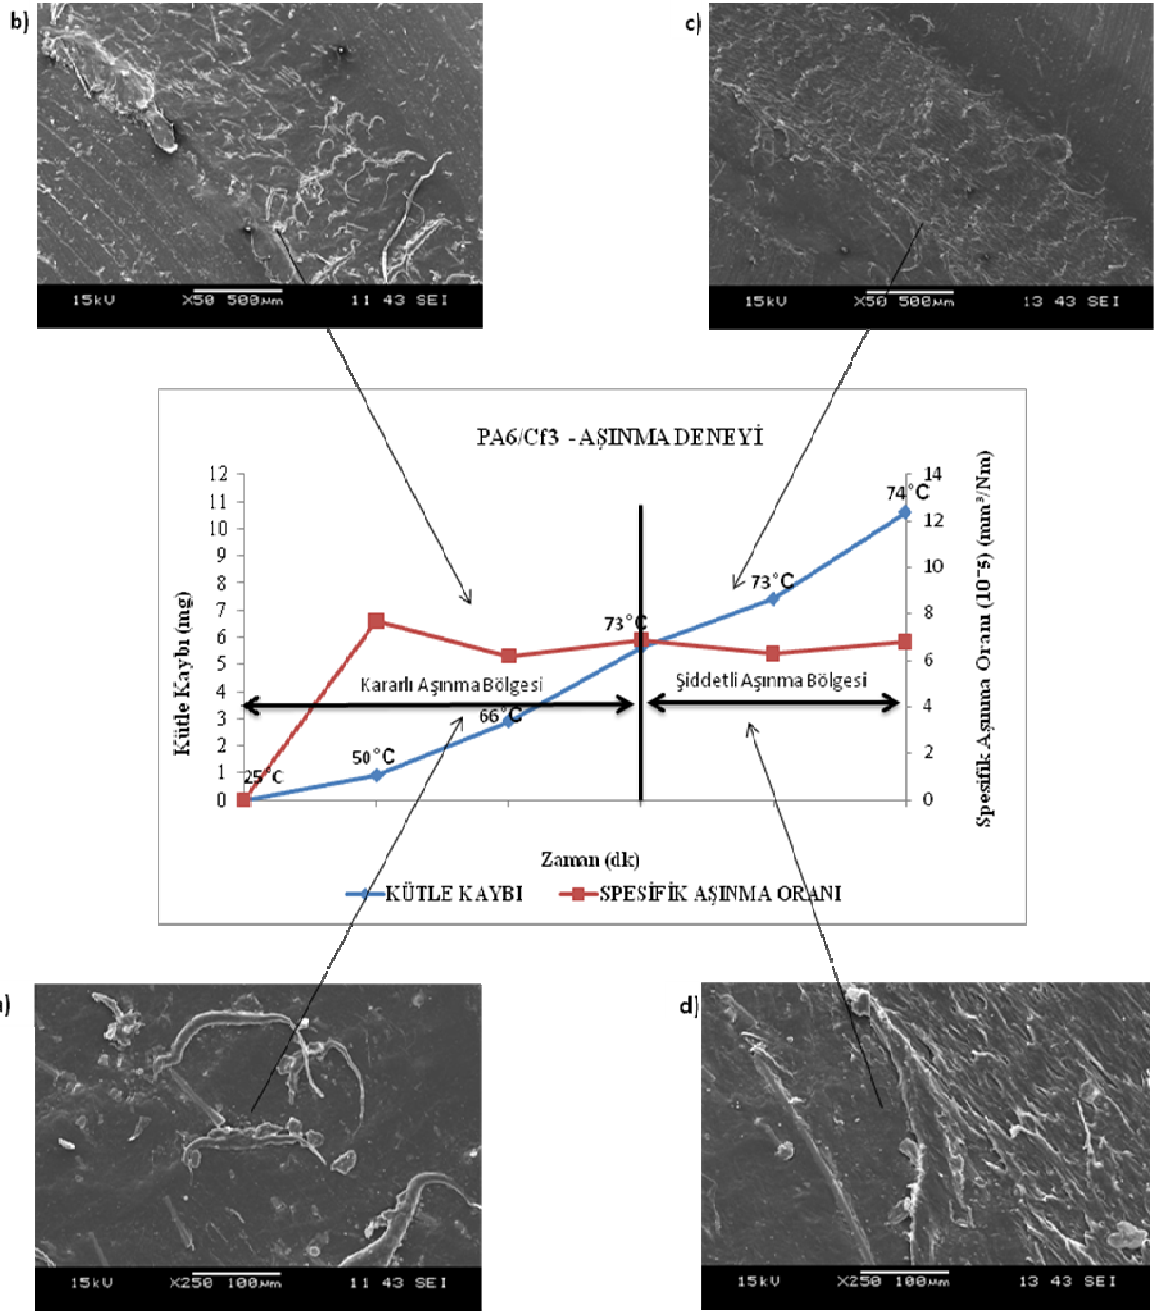 b)
c)
15kV X50 500µm 11 43 SEI
15kV X50 500µm 13 43 SEI
PA6/Cf3 - AŞINMA DENEYİ
12
11
10
9
8
7
6
5
4
3
2
1
0
Kütle Kaybı (mg)
14
12
10
8
6
4
2
0
Spesifik Aşınma Oranı (10⁻⁵) (mm³/Nm)
74°C
73°C
73°C
Kararlı Aşınma Bölgesi
Şiddetli Aşınma Bölgesi
66°C
50°C
25°C
Zaman (dk)
KÜTLE KAYBI
SPESİFİK AŞINMA ORANI
d)
15kV X250 100µm 11 43 SEI
15kV X250 100µm 13 43 SEI